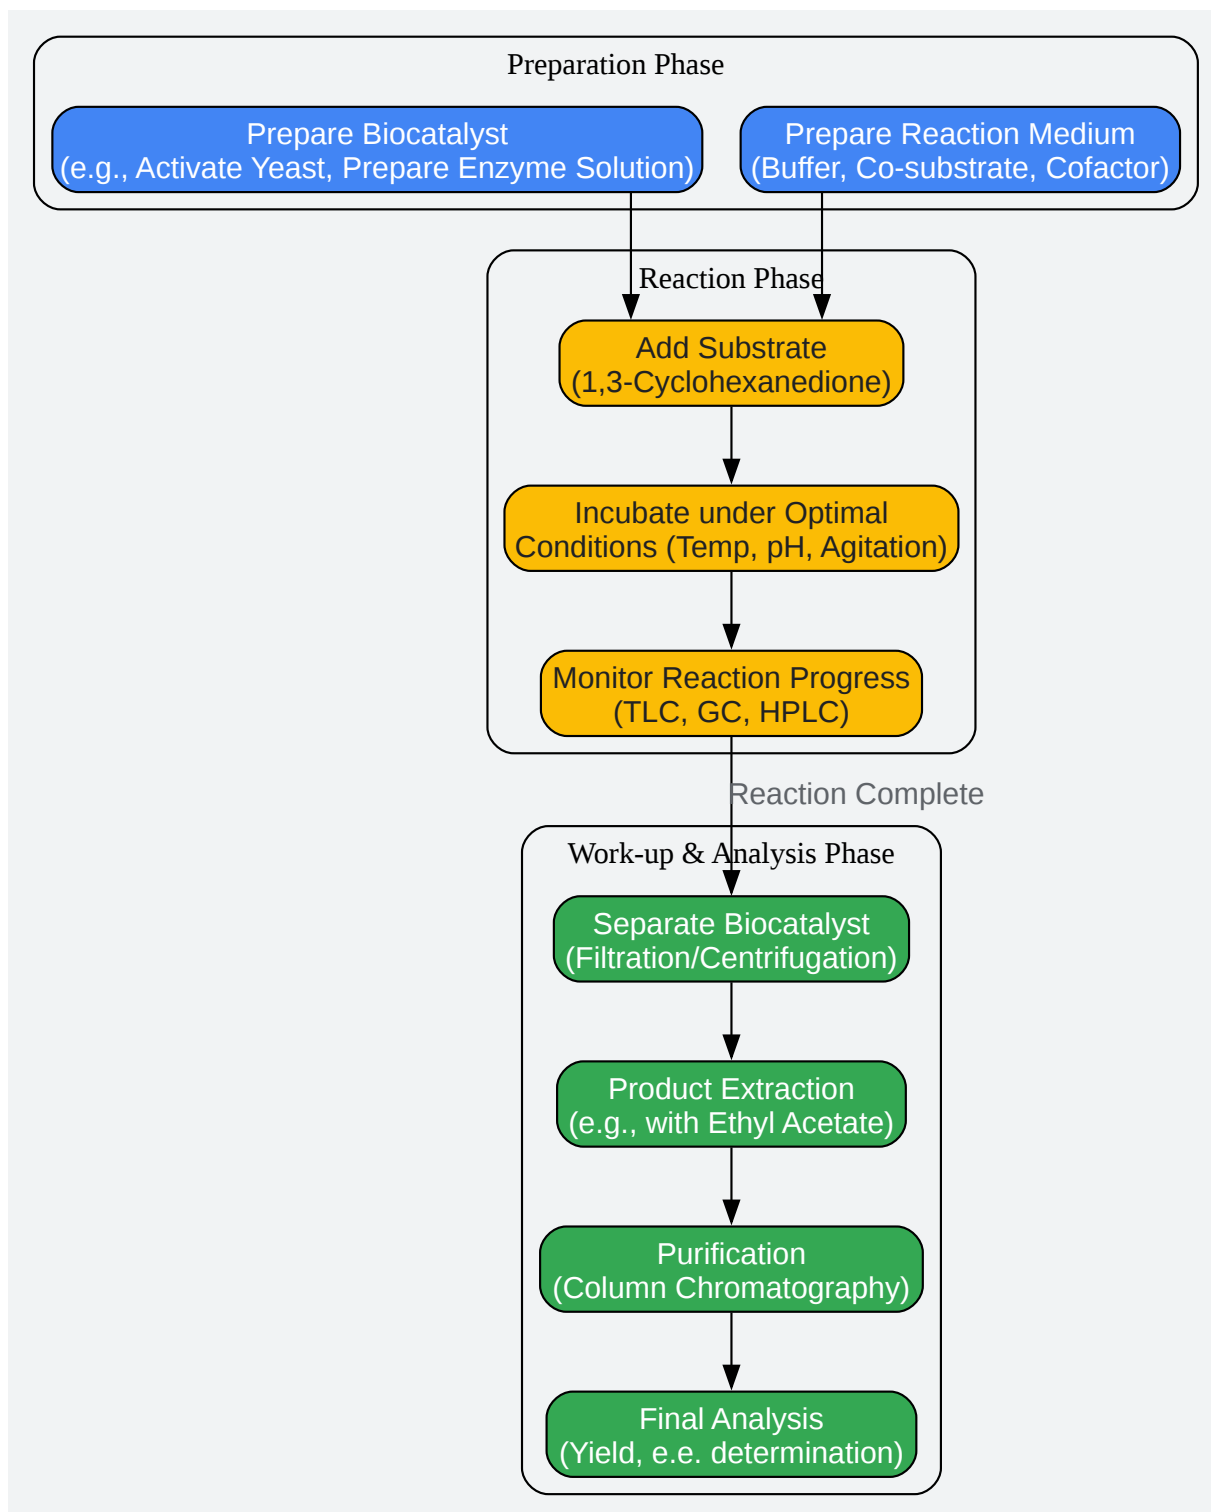 Preparation Phase
Prepare Biocatalyst
(e.g., Activate Yeast, Prepare Enzyme Solution)
Prepare Reaction Medium
(Buffer, Co-substrate, Cofactor)
Reaction Phase
Add Substrate
(1,3-Cyclohexanedione)
Incubate under Optimal
Conditions (Temp, pH, Agitation)
Monitor Reaction Progress
(TLC, GC, HPLC)
Reaction Complete
Work-up & Analysis Phase
Separate Biocatalyst
(Filtration/Centrifugation)
Product Extraction
(e.g., with Ethyl Acetate)
Purification
(Column Chromatography)
Final Analysis
(Yield, e.e. determination)